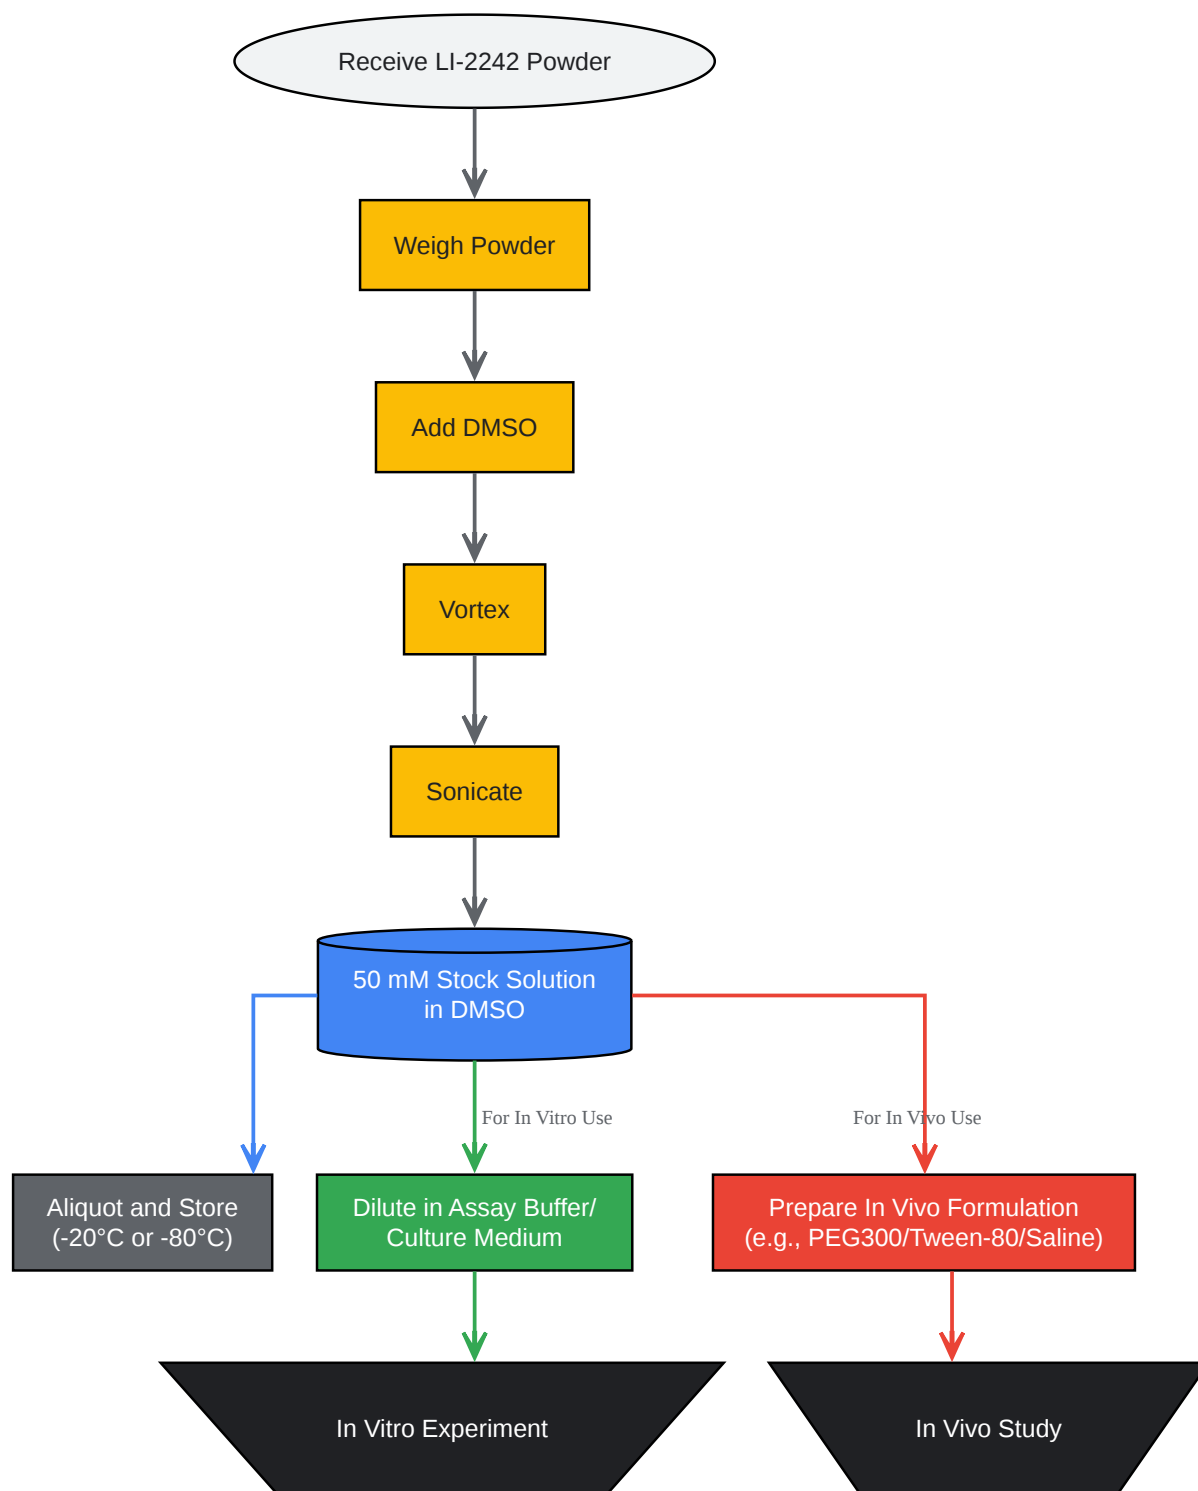 Receive LI-2242 Powder
Weigh Powder
Add DMSO
Vortex
Sonicate
50 mM Stock Solution
in DMSO
For In Vitro Use
For In Vivo Use
Aliquot and Store
(-20°C or -80°C)
Dilute in Assay Buffer/
Culture Medium
Prepare In Vivo Formulation
(e.g., PEG300/Tween-80/Saline)
In Vitro Experiment
In Vivo Study